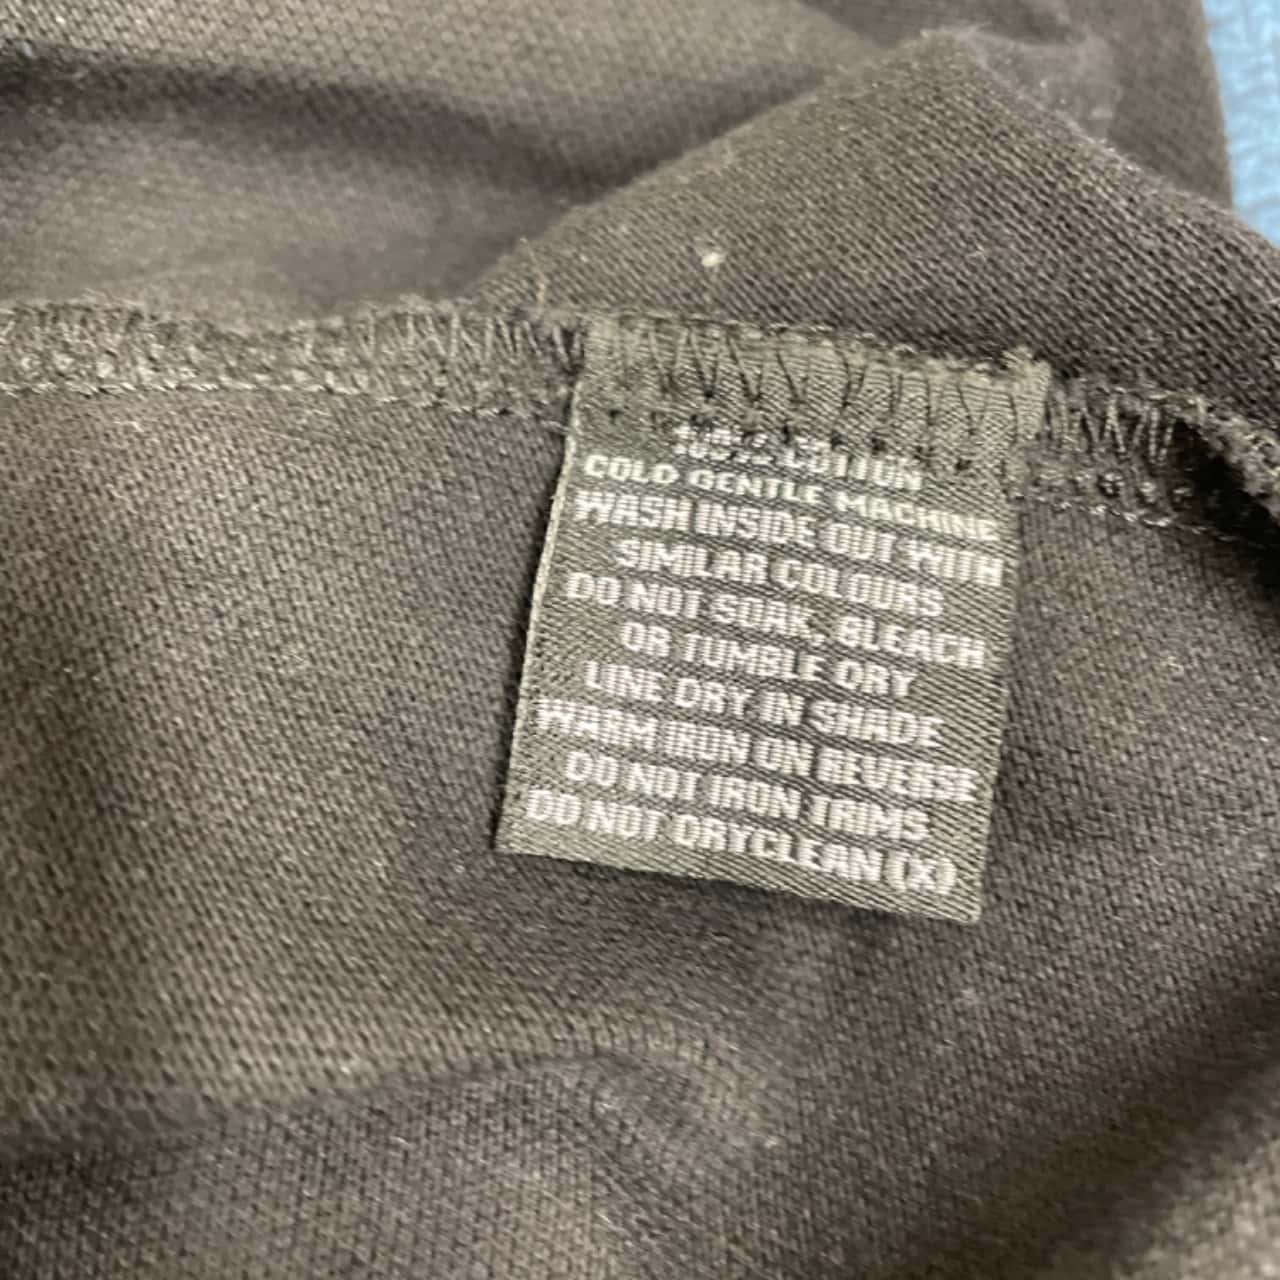 100% COTTON
COLD GENTLE MACHINE
WASH INSIDE OUT WITH
SIMILAR COLOURS
DO NOT SOAK, BLEACH
OR TUMBLE DRY
LINE DRY IN SHADE
WARM IRON ON REVERSE
DO NOT IRON TRIMS
DO NOT DRYCLEAN (X)